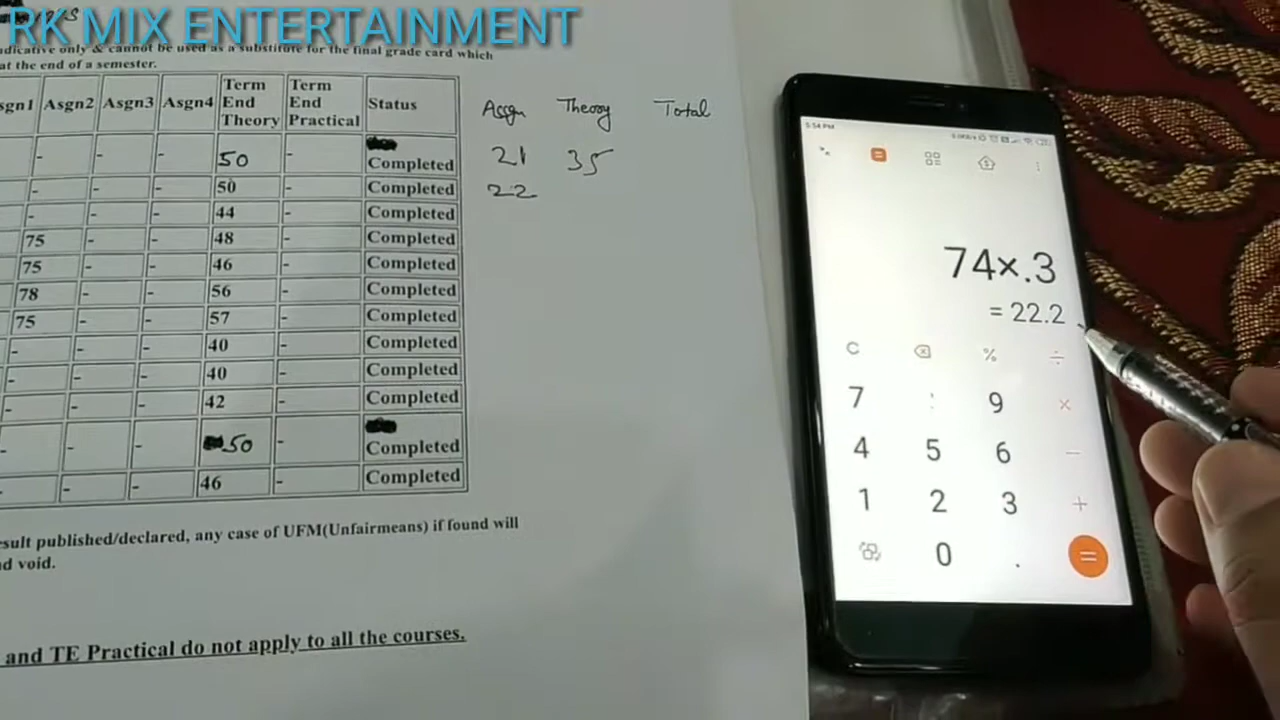 RK MIX ENTERTAINMENT
ndicative only & cannot be used as a substitute for the final grade card which
at the end of a semester.
sgn1 Asgn2 Asgn3 Asgn4 Term End Theory Term End Practical Status
- - - 50 - Completed
- - - 50 - Completed
- - - 44 - Completed
75 - - 48 - Completed
75 - - 46 - Completed
78 - - 56 - Completed
75 - - 57 - Completed
- - - 40 - Completed
- - - 40 - Completed
- - - 42 - Completed
- - - 50 - Completed
- - - 46 - Completed
esult published/declared, any case of UFM(Unfairmeans) if found will
nd void.
and TE Practical do not apply to all the courses.
Assgn Theory Total
21 35
22
5:54 PM
74×.3
= 22.2
C % ÷
7 9 ×
4 5 6 −
1 2 3 +
0 . =